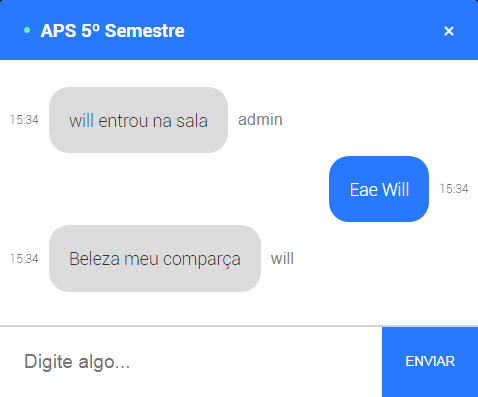 APS 5º Semestre ×
15:34 will entrou na sala admin
Eae Will 15:34
15:34 Beleza meu comparça will
Digite algo... ENVIAR